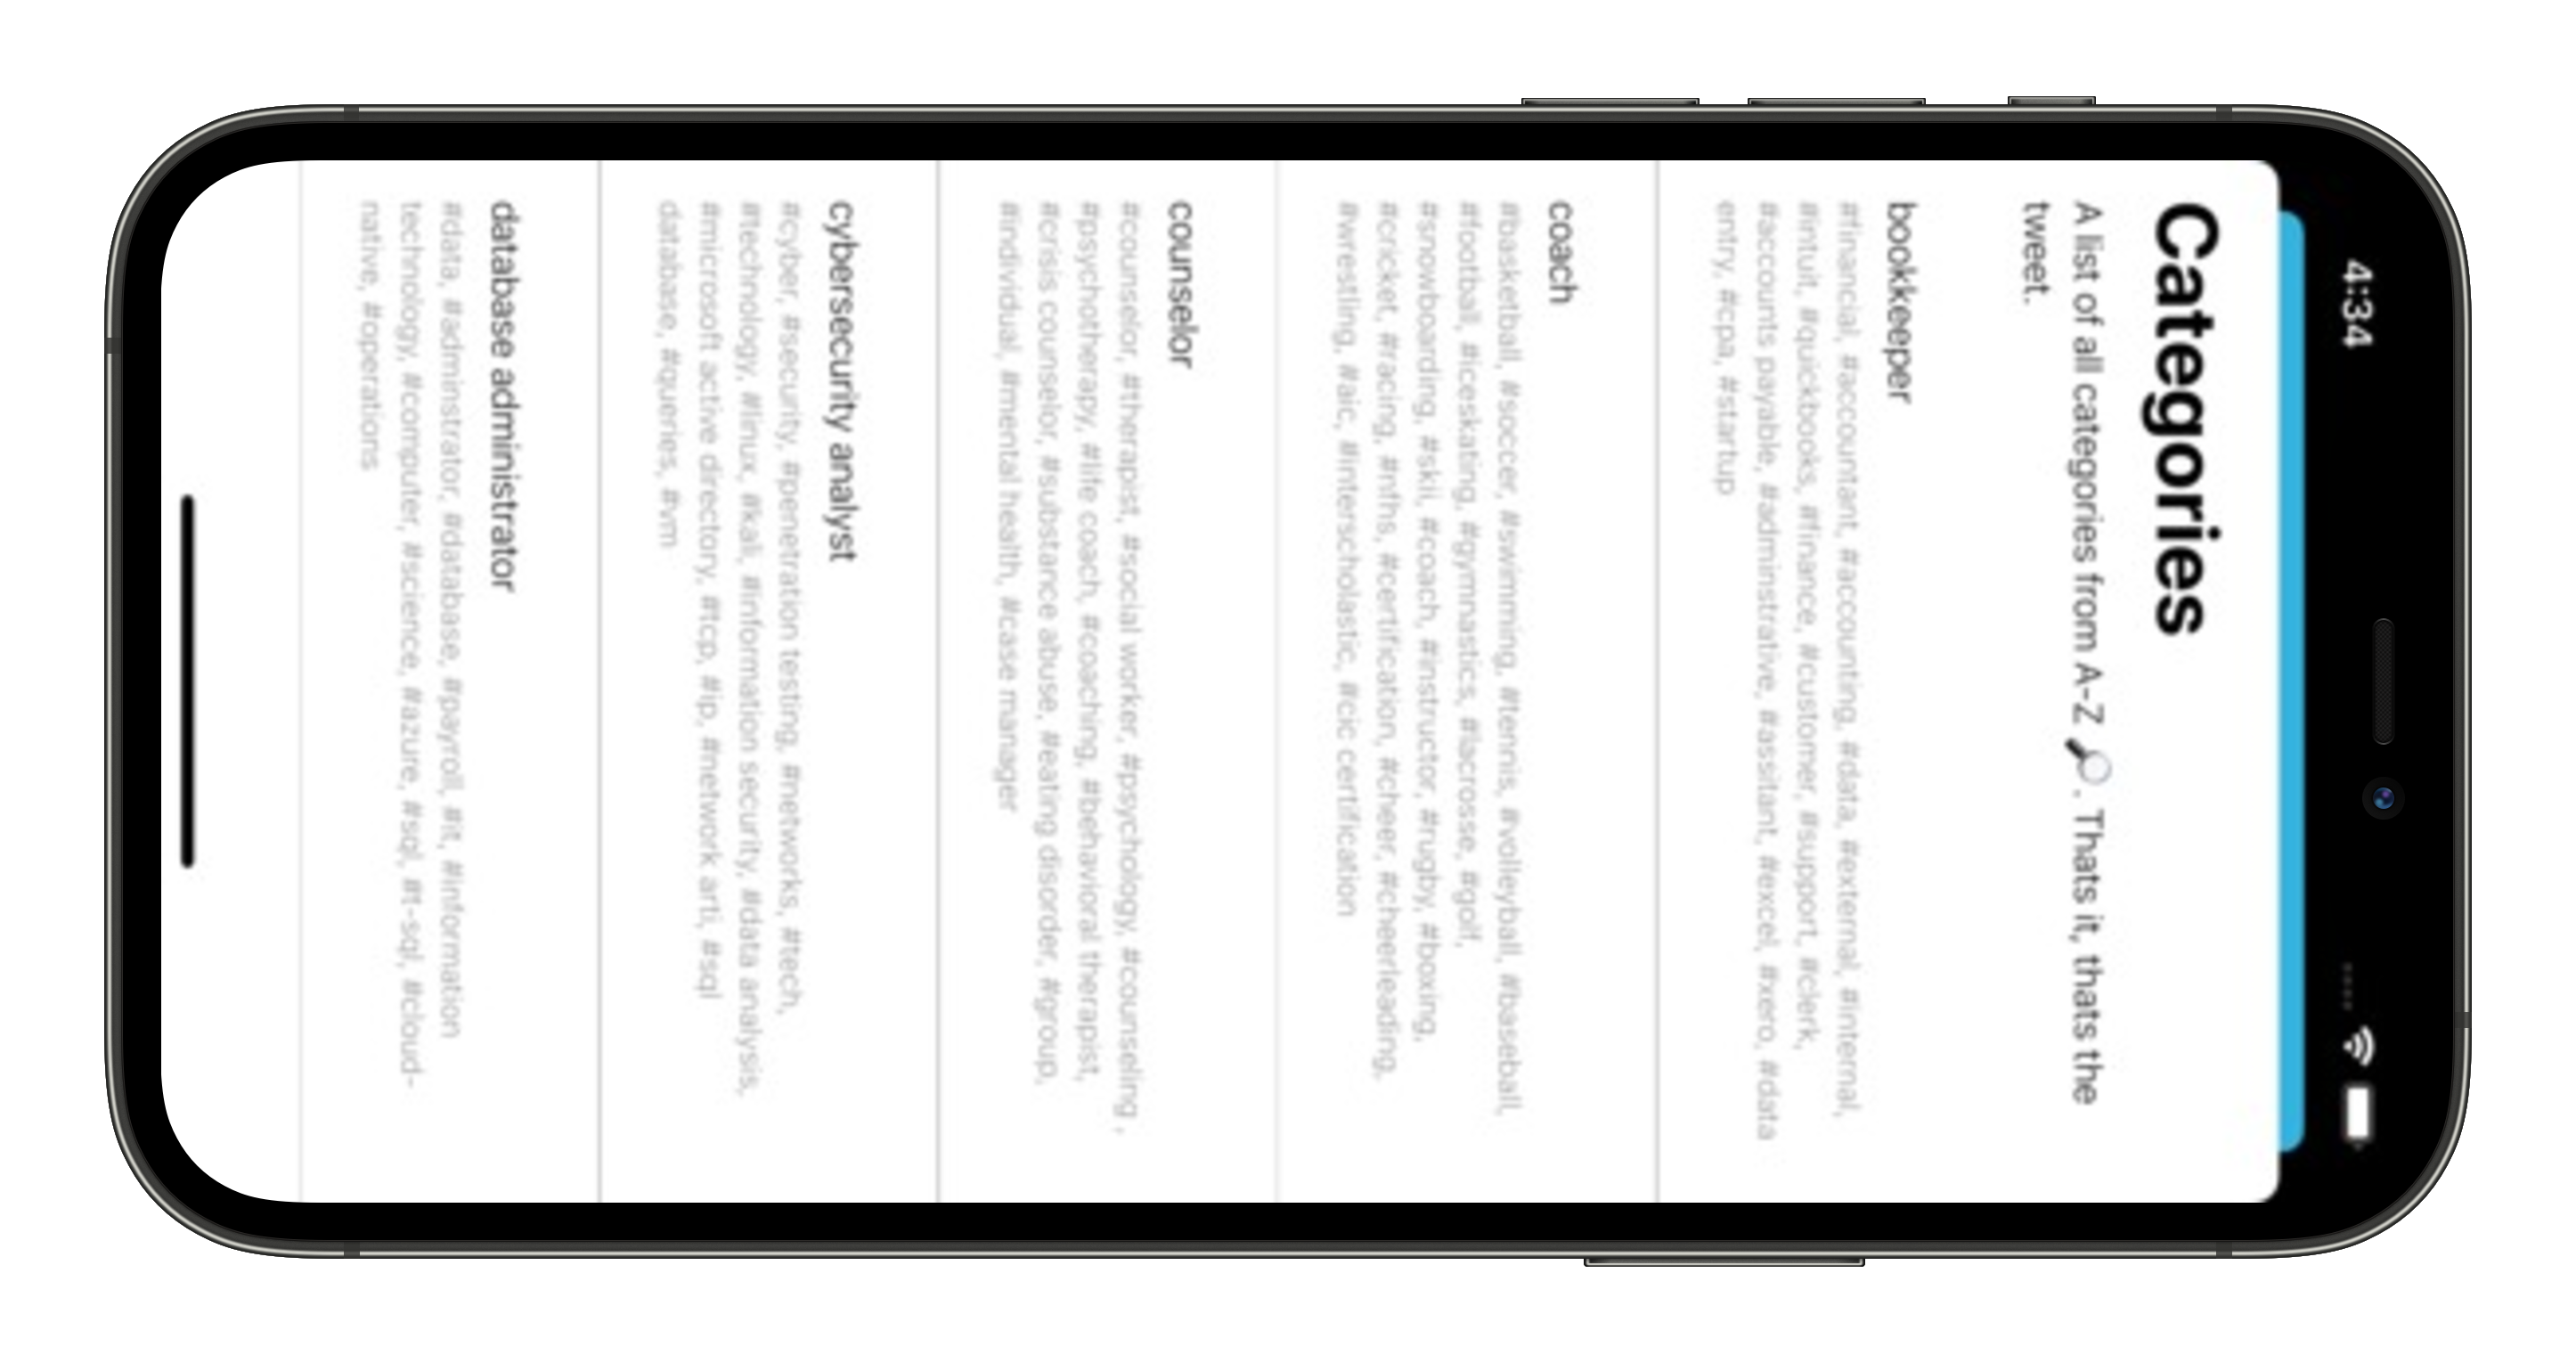 4:34
Categories
A list of all categories from A-Z 🔍. Thats it, thats the
tweet.
bookkeeper
#financial, #accountant, #accounting, #data, #external, #internal,
#intuit, #quickbooks, #finance, #customer, #support, #clerk,
#accounts payable, #administrative, #assitant, #excel, #xero, #data
entry, #cpa, #startup
coach
#basketball, #soccer, #swimming, #tennis, #volleyball, #baseball,
#football, #iceskating, #gymnastics, #lacrosse, #golf,
#snowboarding, #skii, #coach, #instructor, #rugby, #boxing,
#cricket, #racing, #nfhs, #certification, #cheer, #cheerleading,
#wrestling, #aic, #interscholastic, #cic certification
counselor
#counselor, #therapist, #social worker, #psychology, #counseling ,
#psychotherapy, #life coach, #coaching, #behavioral therapist,
#crisis counselor, #substance abuse, #eating disorder, #group,
#individual, #mental health, #case manager
cybersecurity analyst
#cyber, #security, #penetration testing, #networks, #tech,
#technology, #linux, #kali, #information security, #data analysis,
#microsoft active directory, #tcp, #ip, #network arti, #sql
database, #queries, #vm
database administrator
#data, #adminstrator, #database, #payroll, #it, #information
technology, #computer, #science, #azure, #sql, #t-sql, #cloud-
native, #operations